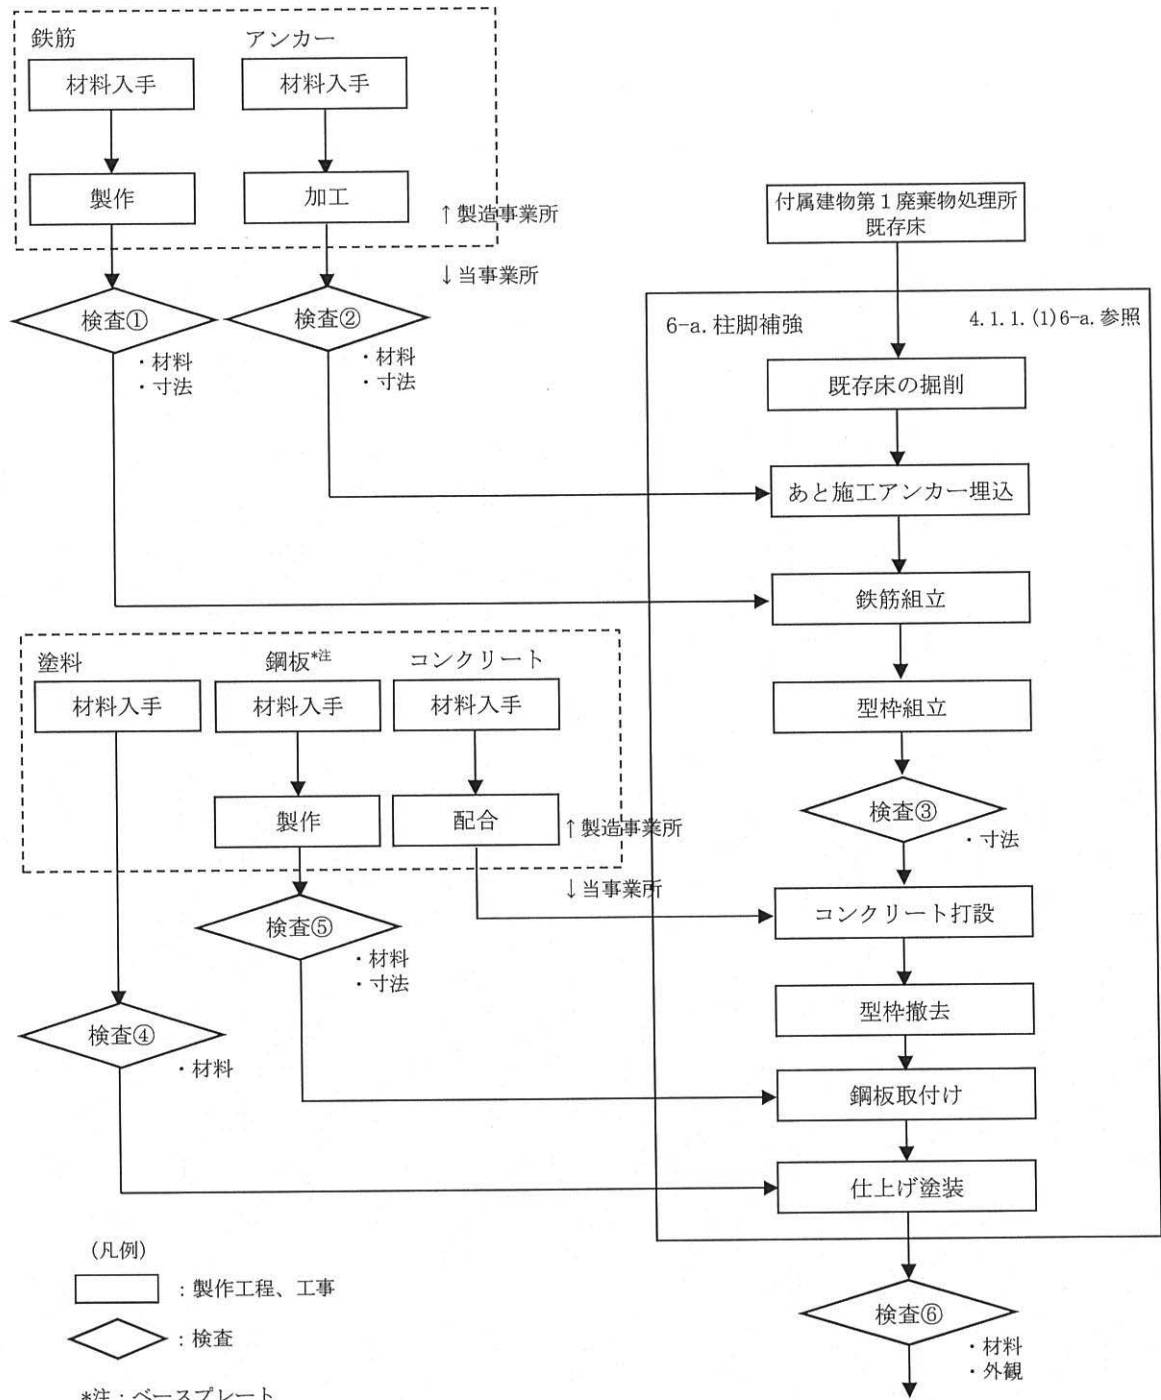 鉄筋
アンカー
材料入手
材料入手
製作
加工
↑製造事業所
↓当事業所
検査①
・材料
・寸法
検査②
・材料
・寸法
付属建物第1廃棄物処理所
既存床
6-a.柱脚補強
4.1.1.(1)6-a.参照
既存床の掘削
あと施工アンカー埋込
鉄筋組立
型枠組立
検査③
・寸法
コンクリート打設
型枠撤去
鋼板取付け
仕上げ塗装
検査⑥
・材料
・外観
塗料
鋼板*注
コンクリート
材料入手
材料入手
材料入手
製作
配合
↑製造事業所
↓当事業所
検査⑤
・材料
・寸法
検査④
・材料
(凡例)
：製作工程、工事
：検査
*注：ベースプレート